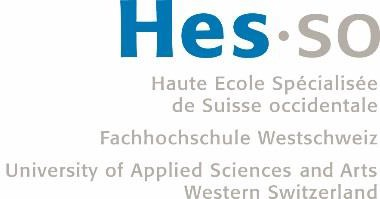 Hes·so
Haute Ecole Spécialisée
de Suisse occidentale
Fachhochschule Westschweiz
University of Applied Sciences and Arts
Western Switzerland